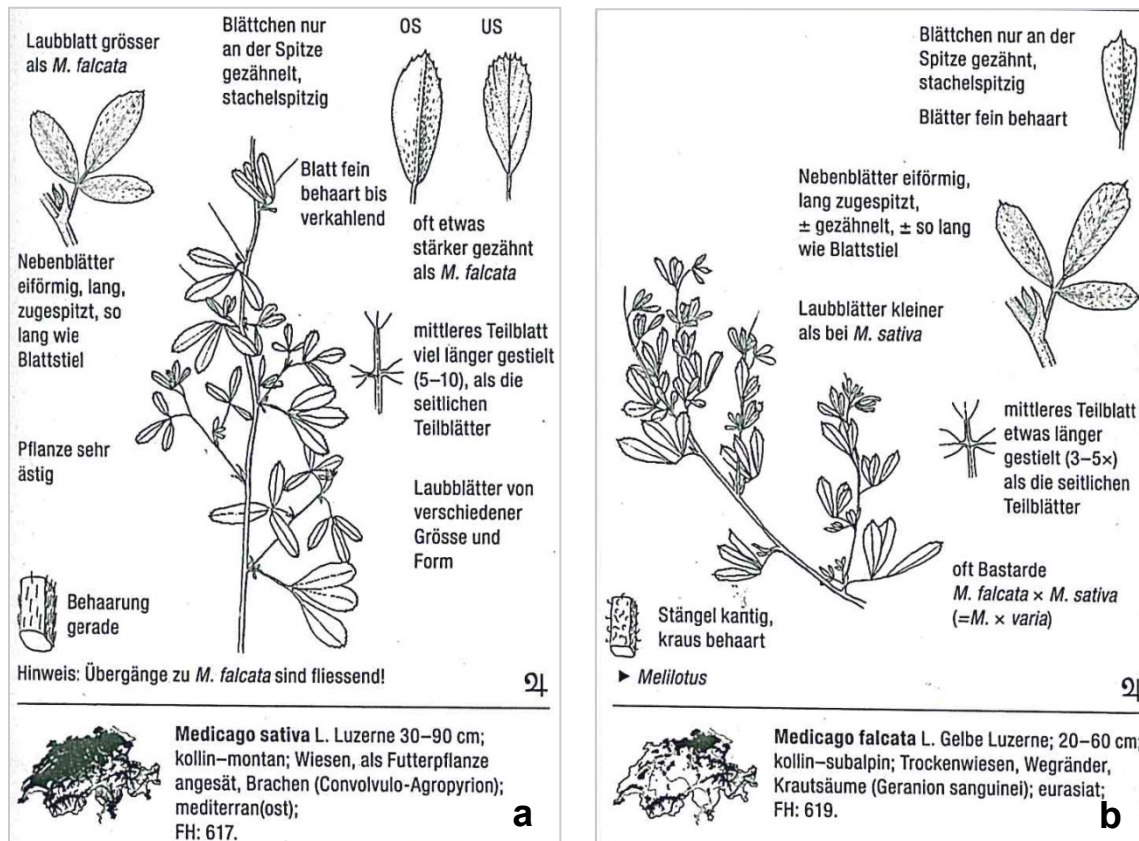 Laubblatt grösser
als M. falcata
Blättchen nur
an der Spitze
gezähnelt,
stachelspitzig
OS
US
Blatt fein
behaart bis
verkahlend
oft etwas
stärker gezähnt
als M. falcata
Nebenblätter
eiförmig, lang,
zugespitzt, so
lang wie
Blattstiel
mittleres Teilblatt
viel länger gestielt
(5–10), als die
seitlichen
Teilblätter
Pflanze sehr
ästig
Laubblätter von
verschiedener
Grösse und
Form
Behaarung
gerade
Hinweis: Übergänge zu M. falcata sind fliessend!
♃
Medicago sativa L. Luzerne 30–90 cm;
kollin–montan; Wiesen, als Futterpflanze
angesät, Brachen (Convolvulo-Agropyrion);
mediterran(ost);
FH: 617.
a
Blättchen nur an der
Spitze gezähnt,
stachelspitzig
Blätter fein behaart
Nebenblätter eiförmig,
lang zugespitzt,
± gezähnelt, ± so lang
wie Blattstiel
Laubblätter kleiner
als bei M. sativa
mittleres Teilblatt
etwas länger
gestielt (3–5×)
als die seitlichen
Teilblätter
oft Bastarde
M. falcata × M. sativa
(=M. × varia)
Stängel kantig,
kraus behaart
► Melilotus
♃
Medicago falcata L. Gelbe Luzerne; 20–60 cm;
kollin–subalpin; Trockenwiesen, Wegränder,
Krautsäume (Geranion sanguinei); eurasiat;
FH: 619.
b